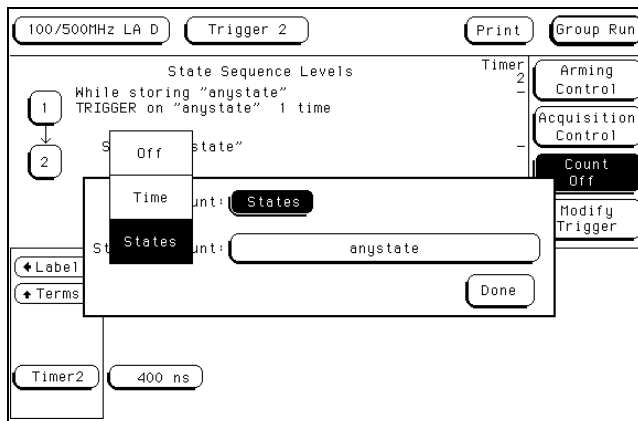 100/500MHz LA D
Trigger 2
Print
Group Run
State Sequence Levels
Timer
2
Arming
Control
1
While storing "anystate"
TRIGGER on "anystate" 1 time
-
Acquisition
Control
2
S
state"
-
Count
Off
Modify
Trigger
Off
Time
States
unt:
States
St
unt:
anystate
Done
Label
Terms
Timer2
400 ns